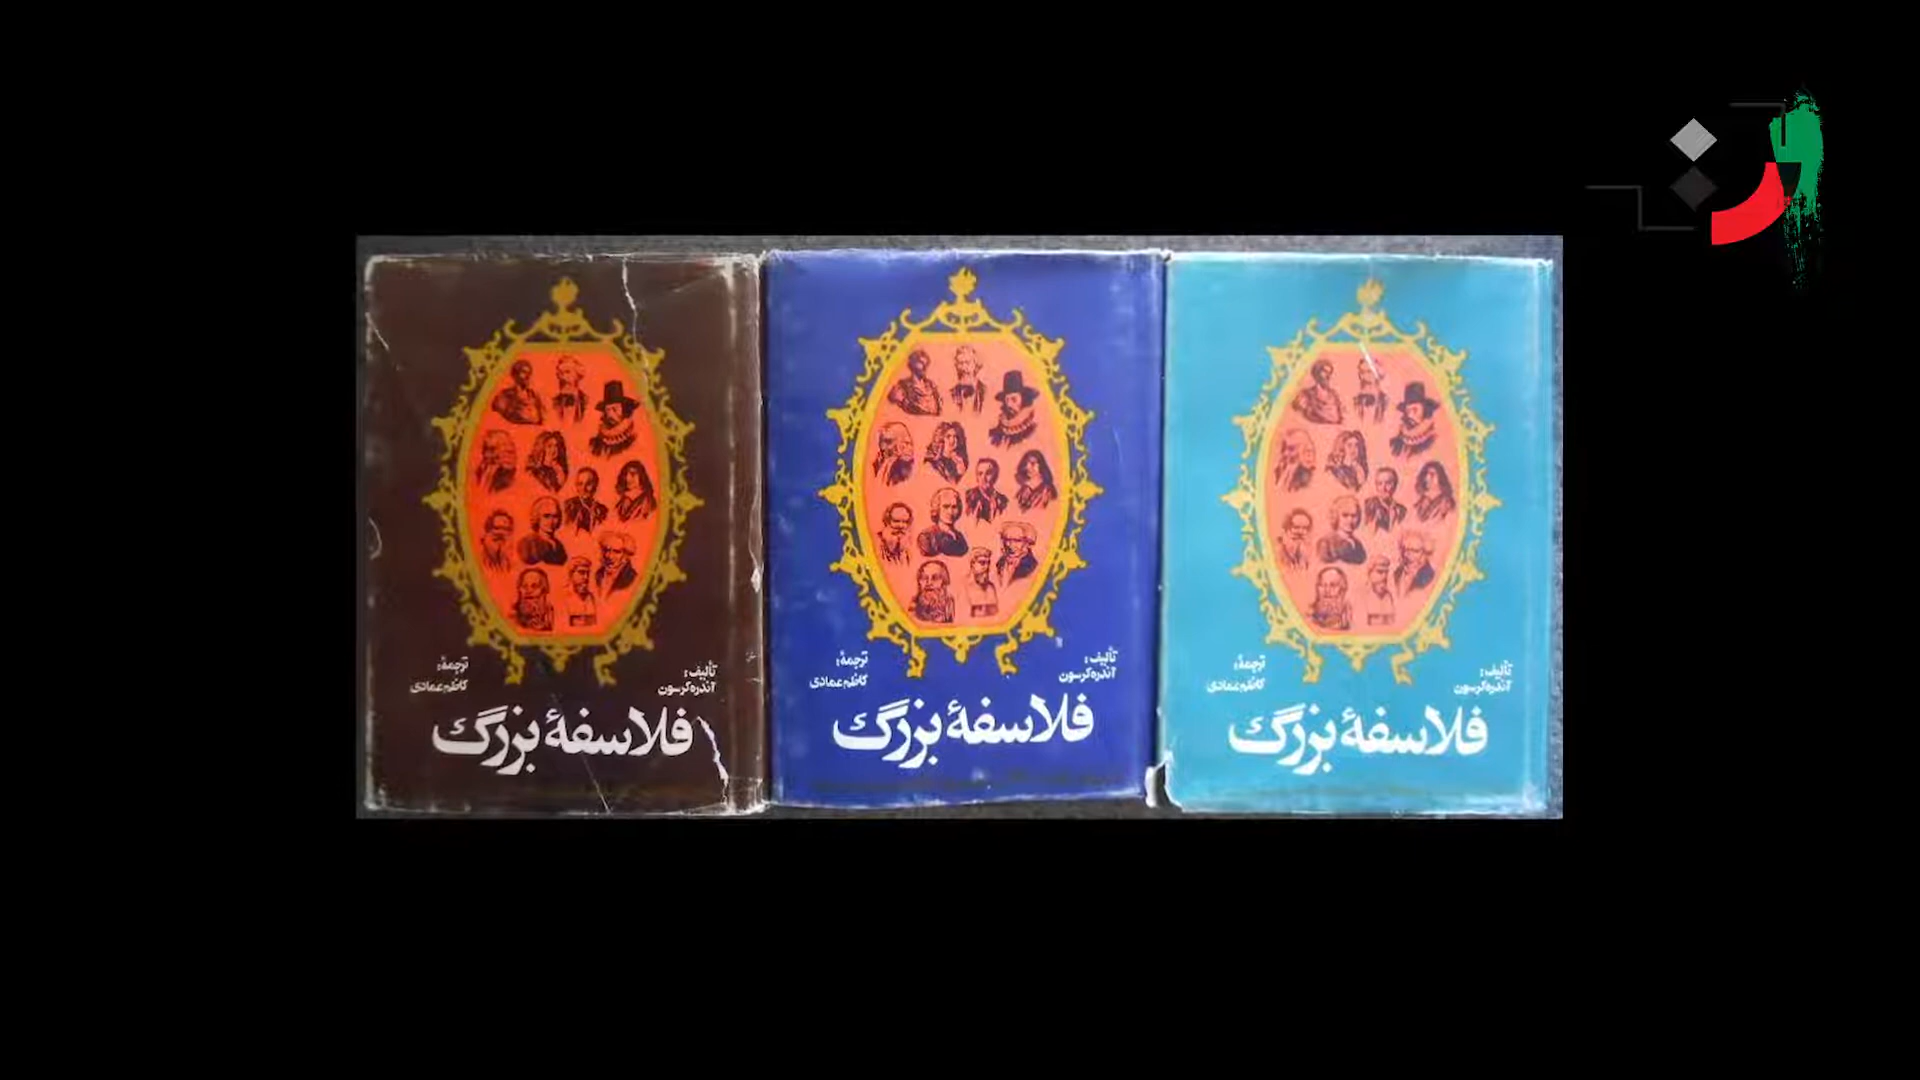 تألیف:
آندره کرسون
ترجمهٔ:
کاظم عمادی
فلاسفهٔ بزرگ
تألیف:
آندره کرسون
ترجمهٔ:
کاظم عمادی
فلاسفهٔ بزرگ
تألیف:
آندره کرسون
ترجمهٔ:
کاظم عمادی
فلاسفهٔ بزرگ